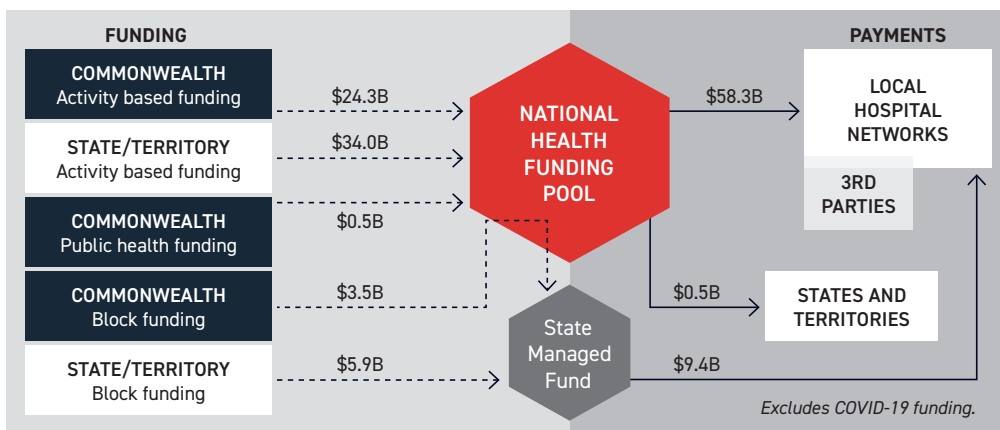 FUNDING
COMMONWEALTH
Activity based funding
STATE/TERRITORY
Activity based funding
COMMONWEALTH
Public health funding
COMMONWEALTH
Block funding
STATE/TERRITORY
Block funding
$24.3B
$34.0B
$0.5B
$3.5B
$5.9B
NATIONAL
HEALTH
FUNDING
POOL
State
Managed
Fund
$58.3B
$0.5B
$9.4B
PAYMENTS
LOCAL
HOSPITAL
NETWORKS
3RD
PARTIES
STATES AND
TERRITORIES
Excludes COVID-19 funding.